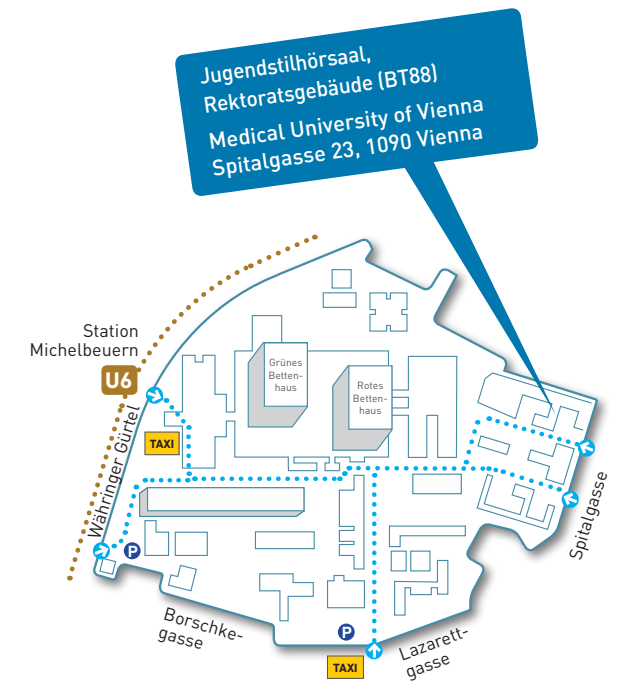 Jugendstilhörsaal,
Rektoratsgebäude (BT88)
Medical University of Vienna
Spitalgasse 23, 1090 Vienna
Station
Michelbeuern
U6
Währinger Gürtel
TAXI
Grünes
Betten-
haus
Rotes
Betten-
haus
Spitalgasse
P
Borschke-
gasse
P
TAXI
Lazarett-
gasse